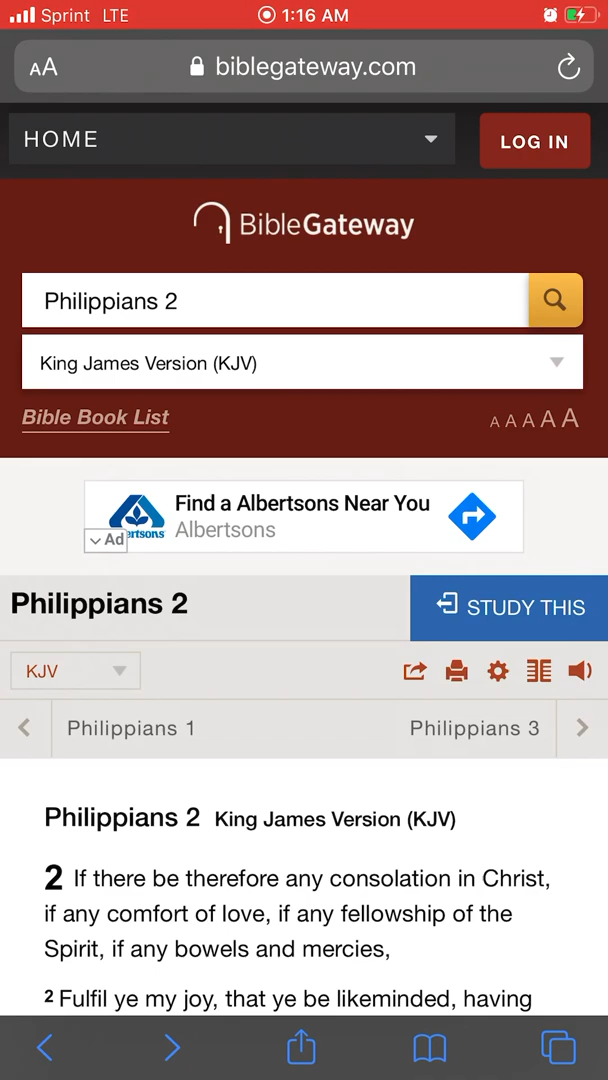 Sprint LTE 1:16 AM
AA biblegateway.com
HOME LOG IN
BibleGateway
Philippians 2
King James Version (KJV)
Bible Book List A A A A A
Find a Albertsons Near You
Albertsons
Ad ertsons
Philippians 2 STUDY THIS
KJV
Philippians 1 Philippians 3
Philippians 2 King James Version (KJV)
2 If there be therefore any consolation in Christ,
if any comfort of love, if any fellowship of the
Spirit, if any bowels and mercies,
2 Fulfil ye my joy, that ye be likeminded, having